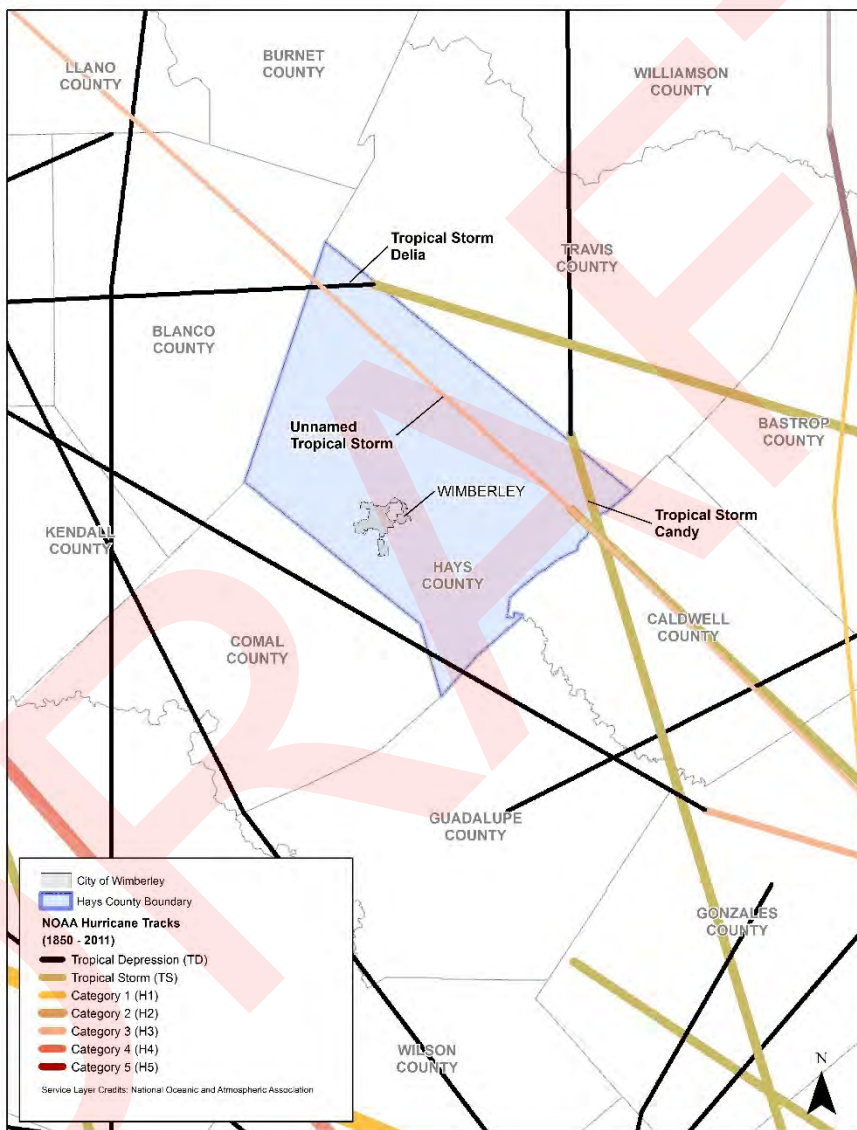 BURNET
COUNTY
LLANO
COUNTY
WILLIAMSON
COUNTY
Tropical Storm
Delia
TRAVIS
COUNTY
BLANCO
COUNTY
Unnamed
Tropical Storm
BASTROP
COUNTY
WIMBERLEY
Tropical Storm
Candy
KENDALL
COUNTY
HAYS
COUNTY
CALDWELL
COUNTY
COMAL
COUNTY
GUADALUPE
COUNTY
GONZALES
COUNTY
WILSON
COUNTY
City of Wimberley
Hays County Boundary
NOAA Hurricane Tracks
(1850 - 2011)
Tropical Depression (TD)
Tropical Storm (TS)
Category 1 (H1)
Category 2 (H2)
Category 3 (H3)
Category 4 (H4)
Category 5 (H5)
Service Layer Credits: National Oceanic and Atmospheric Association
N